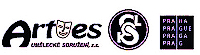 Artes
UMĚLECKÉ SDRUŽENÍ, z.s.
PRAHA
PRAGUE
PRAGA
PRAG